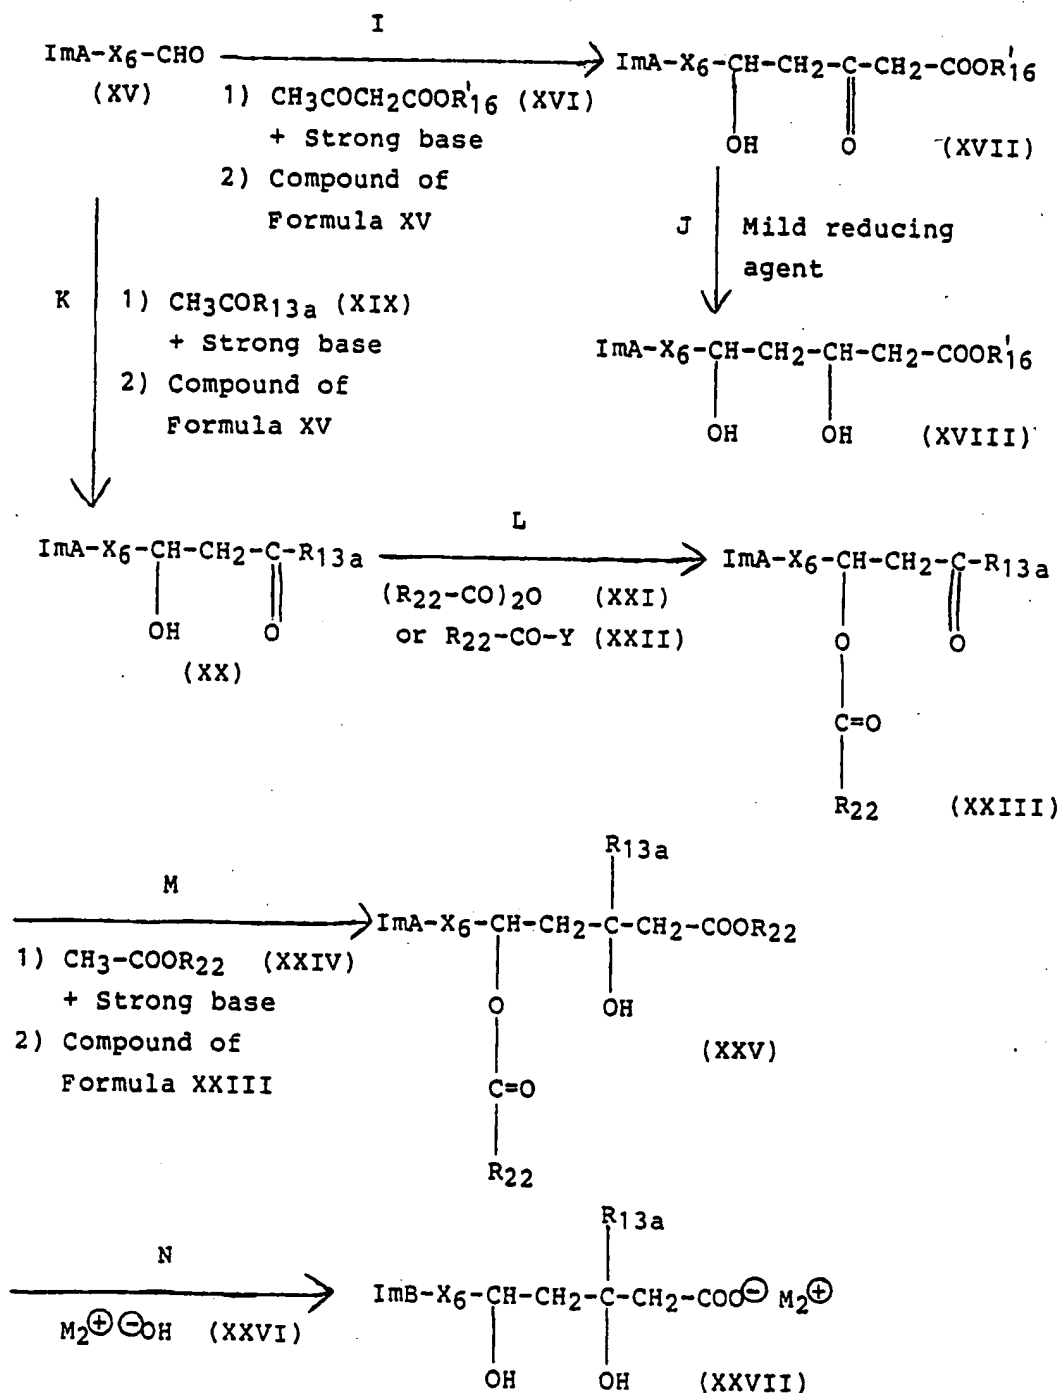 I
ImA-X6-CHO
(XV)
1) CH3COCH2COOR'16 (XVI)
+ Strong base
2) Compound of
Formula XV
ImA-X6-CH-CH2-C-CH2-COOR'16
OH O (XVII)
J Mild reducing
agent
K
1) CH3COR13a (XIX)
+ Strong base
2) Compound of
Formula XV
ImA-X6-CH-CH2-CH-CH2-COOR'16
OH OH (XVIII)
ImA-X6-CH-CH2-C-R13a
OH O
(XX)
L
(R22-CO)2O (XXI)
or R22-CO-Y (XXII)
ImA-X6-CH-CH2-C-R13a
O O
C=O
R22 (XXIII)
M
1) CH3-COOR22 (XXIV)
+ Strong base
2) Compound of
Formula XXIII
R13a
ImA-X6-CH-CH2-C-CH2-COOR22
O OH
(XXV)
C=O
R22
N
M2⊕ ⊖OH (XXVI)
R13a
ImB-X6-CH-CH2-C-CH2-COO⊖ M2⊕
OH OH (XXVII)